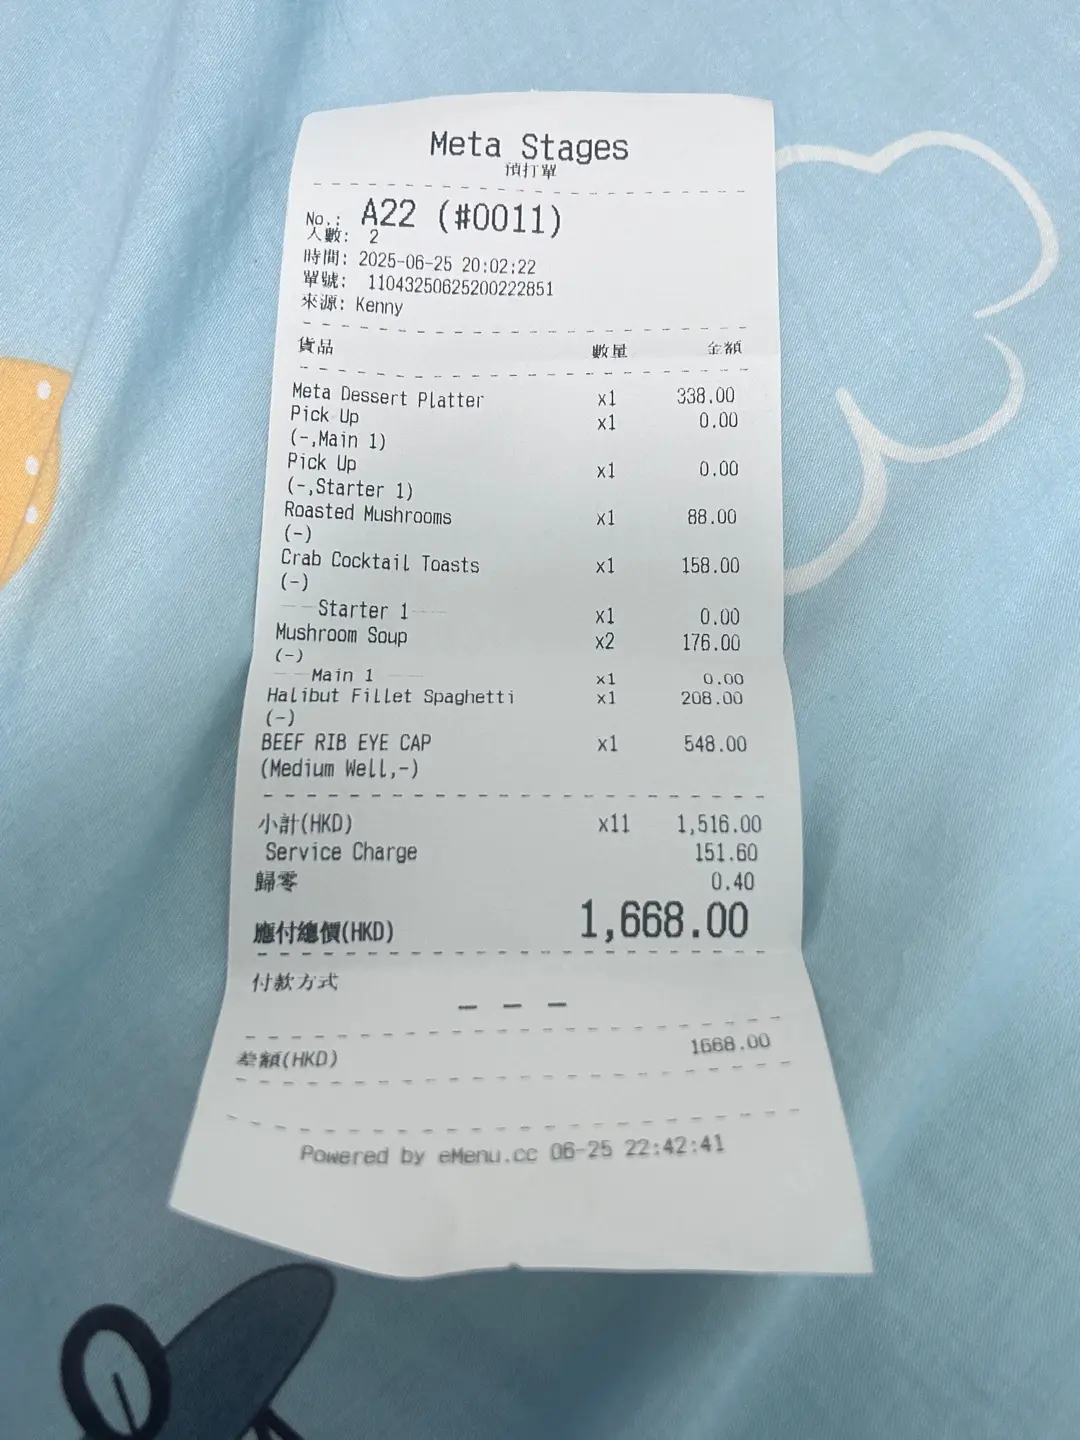 Meta Stages
預打單
No.: A22 (#0011)
人數: 2
時間: 2025-06-25 20:02:22
單號: 11043250625200222851
來源: Kenny
貨品 數量 金額
Meta Dessert Platter x1 338.00
Pick Up x1 0.00
(-,Main 1)
Pick Up x1 0.00
(-,Starter 1)
Roasted Mushrooms x1 88.00
(-)
Crab Cocktail Toasts x1 158.00
(-)
Starter 1 x1 0.00
Mushroom Soup x2 176.00
(-)
Main 1 x1 0.00
Halibut Fillet Spaghetti x1 208.00
(-)
BEEF RIB EYE CAP x1 548.00
(Medium Well,-)
小計(HKD) x11 1,516.00
Service Charge 151.60
歸零 0.40
應付總價(HKD) 1,668.00
付款方式
— — —
差額(HKD) 1668.00
Powered by eMenu.cc 06-25 22:42:41